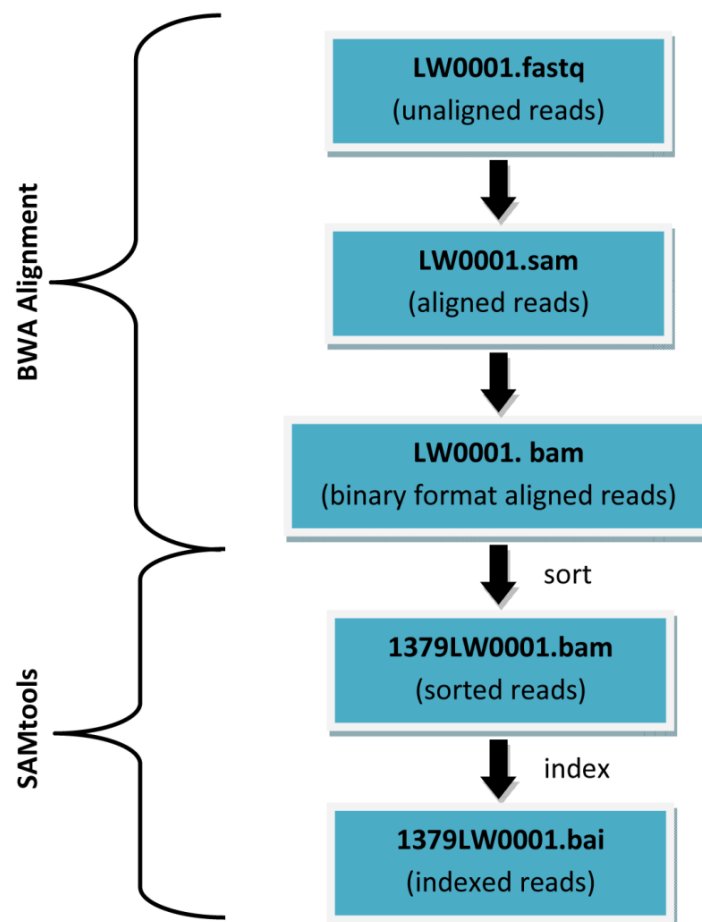 LW0001.fastq
(unaligned reads)
LW0001.sam
(aligned reads)
BWA Alignment
LW0001. bam
(binary format aligned reads)
sort
1379LW0001.bam
(sorted reads)
SAMtools
index
1379LW0001.bai
(indexed reads)